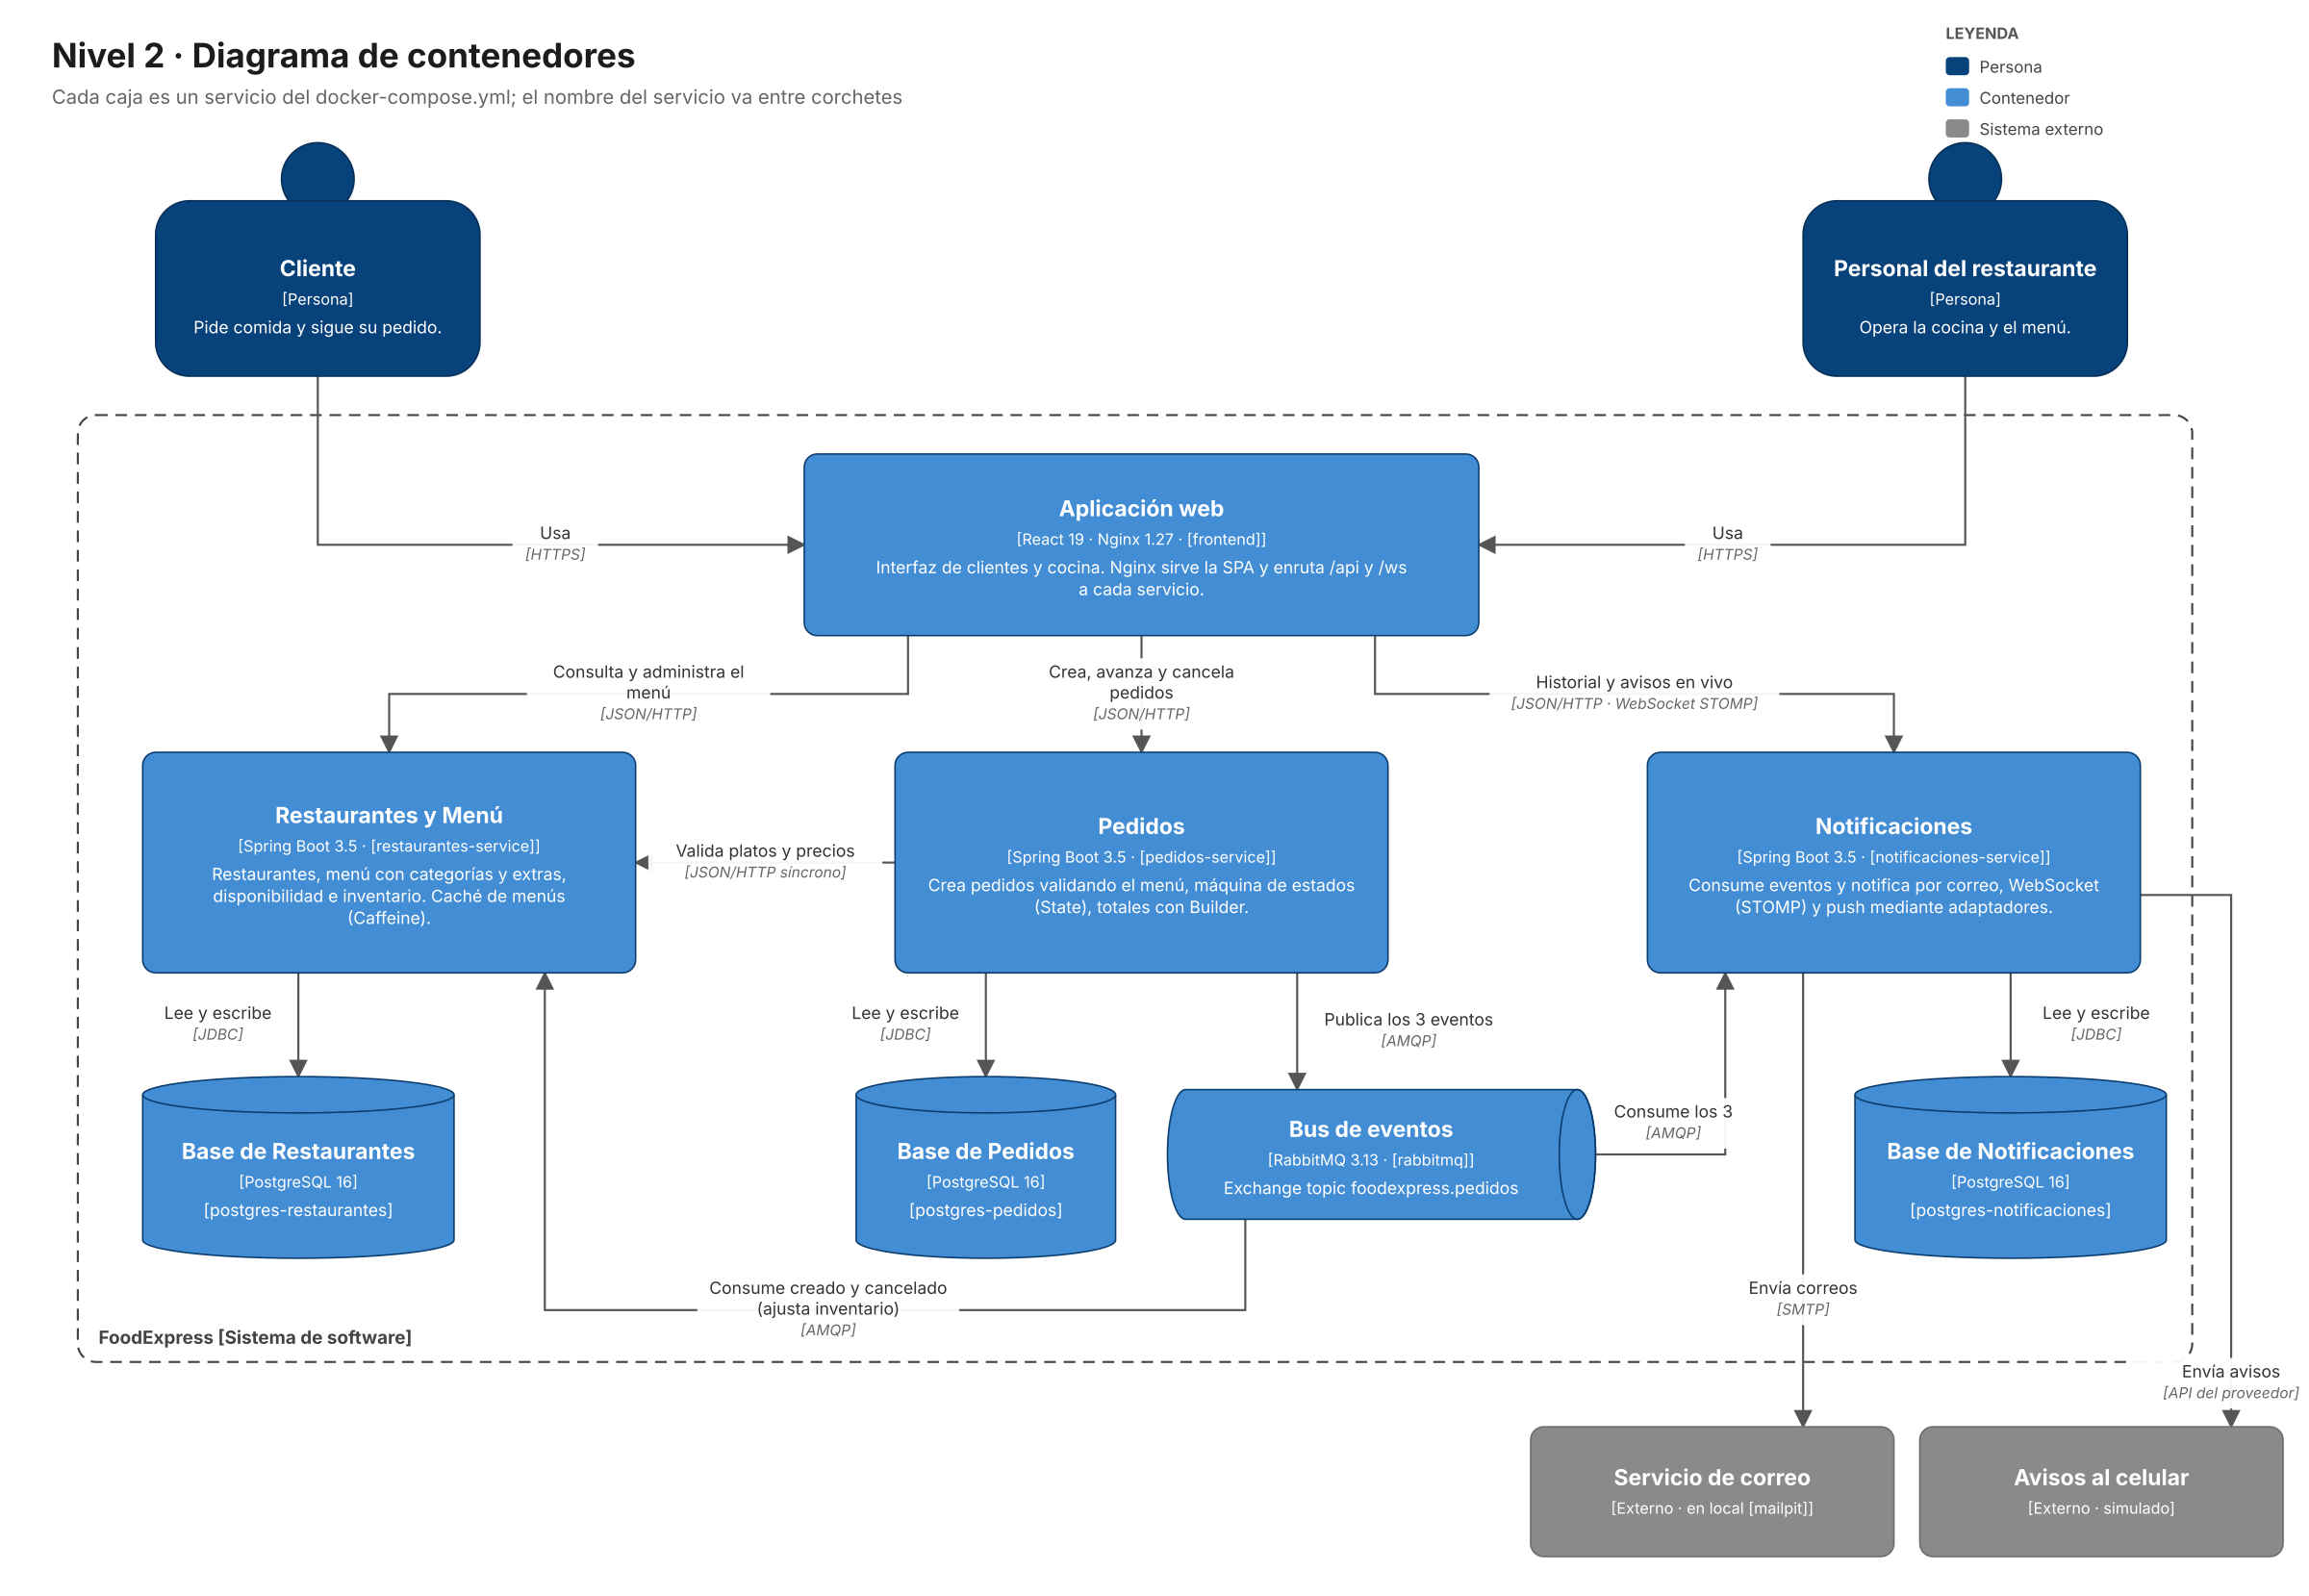 Nivel 2 · Diagrama de contenedores
Cada caja es un servicio del docker-compose.yml; el nombre del servicio va entre corchetes
LEYENDA
Persona
Contenedor
Sistema externo
Cliente
[Persona]
Pide comida y sigue su pedido.
Personal del restaurante
[Persona]
Opera la cocina y el menú.
Usa
[HTTPS]
Aplicación web
[React 19 · Nginx 1.27 · [frontend]]
Interfaz de clientes y cocina. Nginx sirve la SPA y enruta /api y /ws
a cada servicio.
Usa
[HTTPS]
Consulta y administra el
menú
[JSON/HTTP]
Crea, avanza y cancela
pedidos
[JSON/HTTP]
Historial y avisos en vivo
[JSON/HTTP · WebSocket STOMP]
Restaurantes y Menú
[Spring Boot 3.5 · [restaurantes-service]]
Restaurantes, menú con categorías y extras,
disponibilidad e inventario. Caché de menús
(Caffeine).
Valida platos y precios
[JSON/HTTP síncrono]
Pedidos
[Spring Boot 3.5 · [pedidos-service]]
Crea pedidos validando el menú, máquina de estados
(State), totales con Builder.
Notificaciones
[Spring Boot 3.5 · [notificaciones-service]]
Consume eventos y notifica por correo, WebSocket
(STOMP) y push mediante adaptadores.
Lee y escribe
[JDBC]
Lee y escribe
[JDBC]
Publica los 3 eventos
[AMQP]
Lee y escribe
[JDBC]
Base de Restaurantes
[PostgreSQL 16]
[postgres-restaurantes]
Base de Pedidos
[PostgreSQL 16]
[postgres-pedidos]
Bus de eventos
[RabbitMQ 3.13 · [rabbitmq]]
Exchange topic foodexpress.pedidos
Consume los 3
[AMQP]
Base de Notificaciones
[PostgreSQL 16]
[postgres-notificaciones]
Consume creado y cancelado
(ajusta inventario)
[AMQP]
Envía correos
[SMTP]
FoodExpress [Sistema de software]
Envía avisos
[API del proveedor]
Servicio de correo
[Externo · en local [mailpit]]
Avisos al celular
[Externo · simulado]